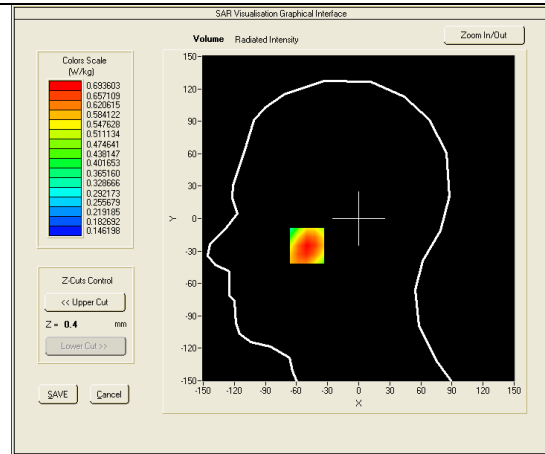 SAR Visualisation Graphical Interface
Volume Radiated Intensity
Zoom In/Out
Colors Scale
(W/kg)
0.693603
0.657109
0.620615
0.584122
0.547628
0.511134
0.474641
0.438147
0.401653
0.365160
0.328666
0.292173
0.255679
0.219185
0.182692
0.146198
Z-Cuts Control
<< Upper Cut
Z = 0.4 mm
Lower Cut >>
SAVE Cancel
150
120
90
60
30
0
-30
-60
-90
-120
-150
Y
-150 -120 -90 -60 -30 0 30 60 90 120 150
X